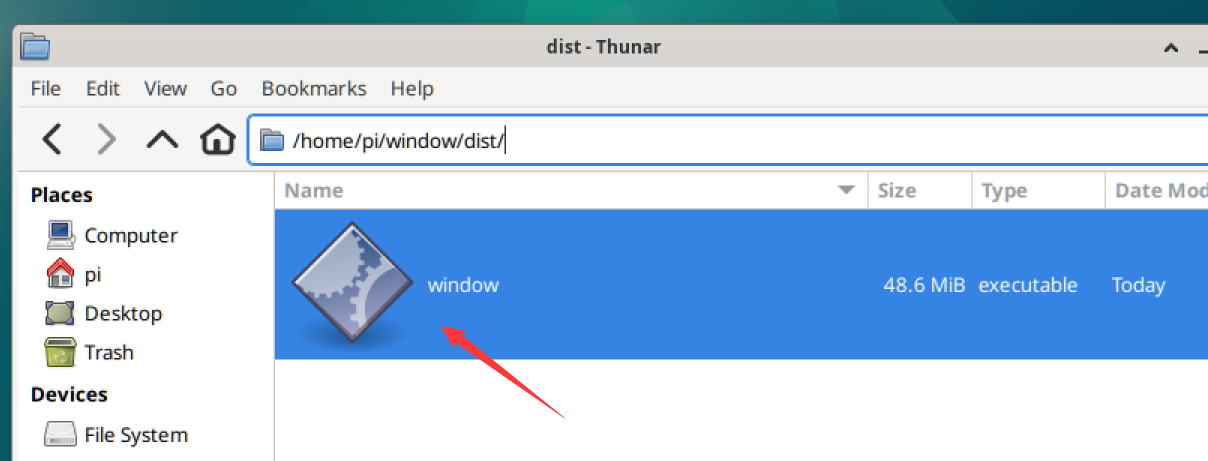 dist - Thunar
File Edit View Go Bookmarks Help
/home/pi/window/dist/
Places
Computer
pi
Desktop
Trash
Devices
File System
Name Size Type Date Mod
window 48.6 MiB executable Today